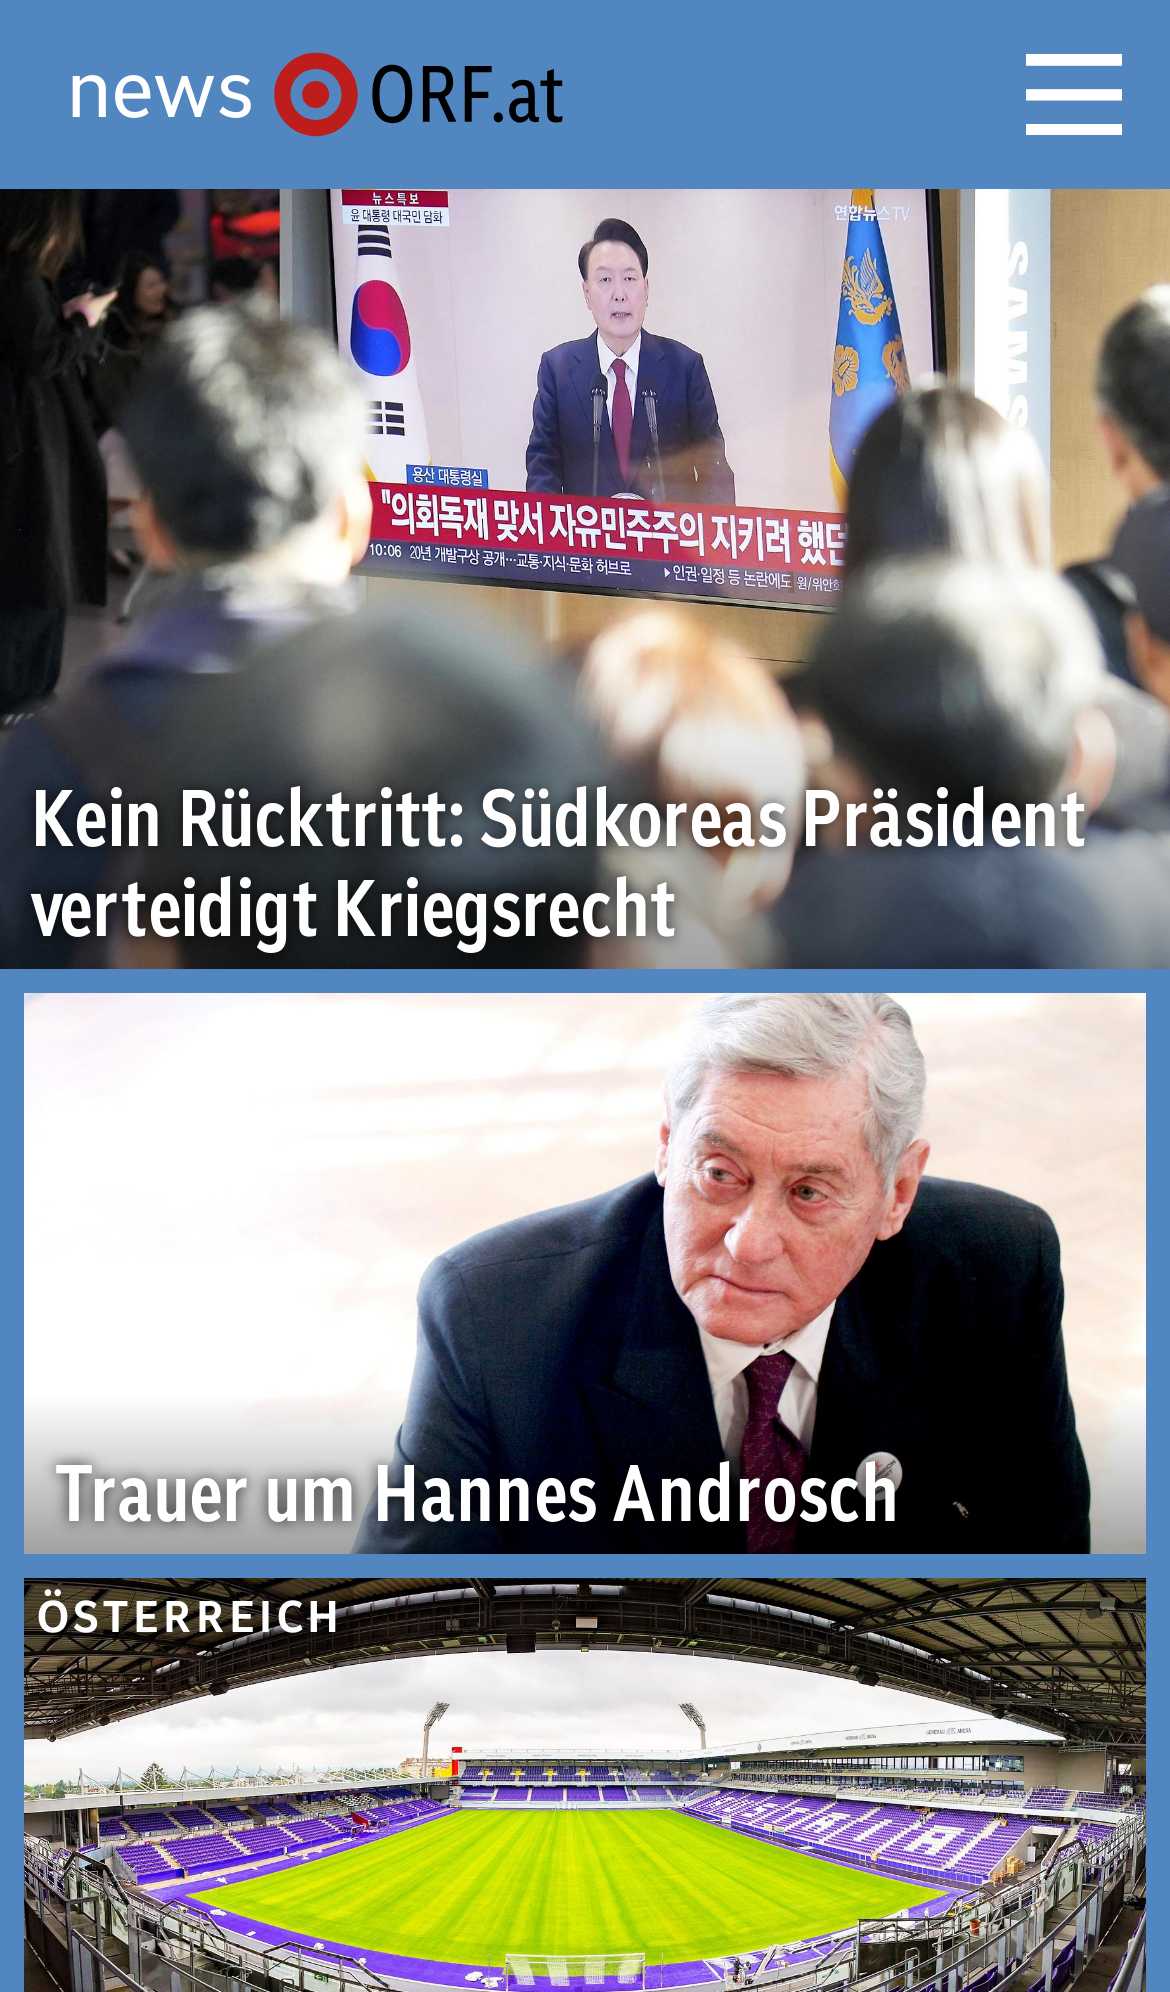 news ORF.at
뉴스특보
윤 대통령 대국민 담화
연합뉴스TV
SAMS
용산 대통령실
"의회독재 맞서 자유민주주의 지키려 했던
10:06 20년 개발구상 공개…교통·지식·문화 허브로 ▶인권·일정 등 논란에도
Kein Rücktritt: Südkoreas Präsident
verteidigt Kriegsrecht
Trauer um Hannes Androsch
ÖSTERREICH